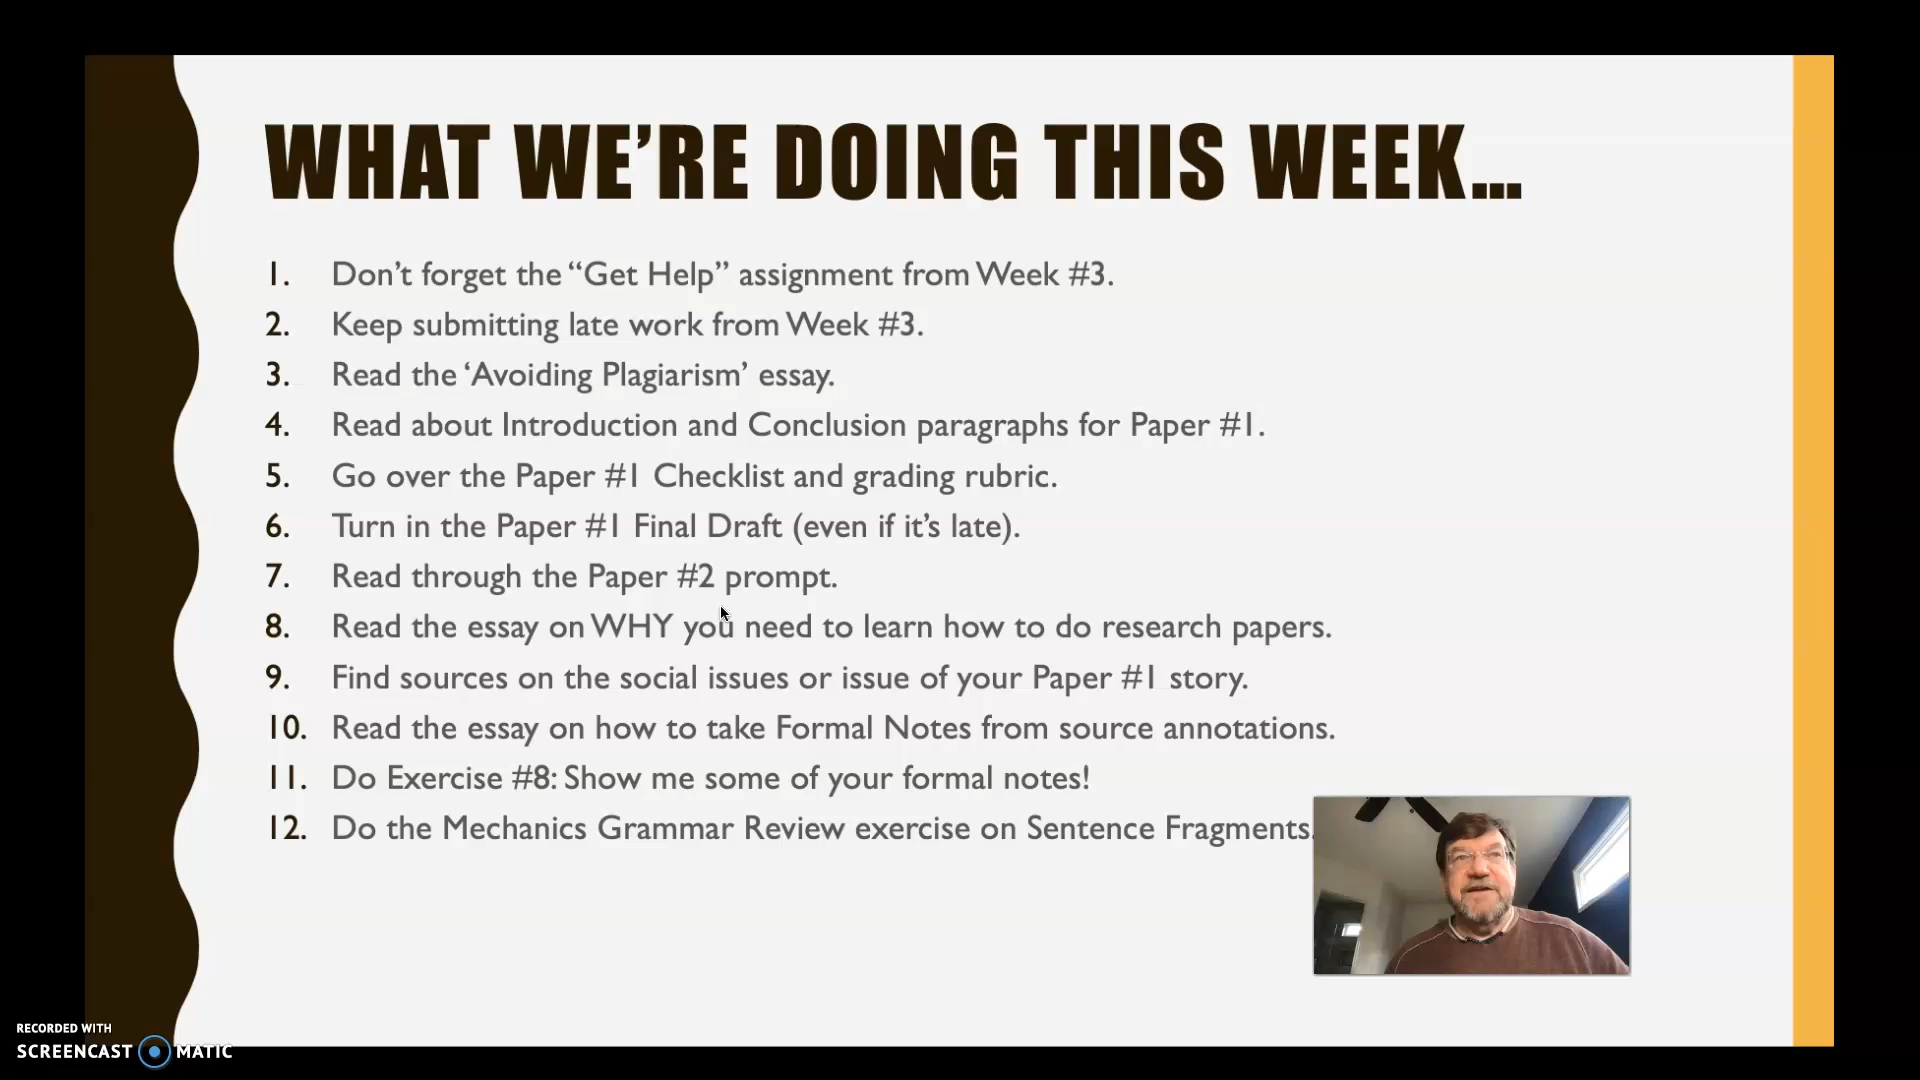 WHAT WE'RE DOING THIS WEEK...
1. Don't forget the “Get Help” assignment from Week #3.
2. Keep submitting late work from Week #3.
3. Read the ‘Avoiding Plagiarism’ essay.
4. Read about Introduction and Conclusion paragraphs for Paper #1.
5. Go over the Paper #1 Checklist and grading rubric.
6. Turn in the Paper #1 Final Draft (even if it’s late).
7. Read through the Paper #2 prompt.
8. Read the essay on WHY you need to learn how to do research papers.
9. Find sources on the social issues or issue of your Paper #1 story.
10. Read the essay on how to take Formal Notes from source annotations.
11. Do Exercise #8: Show me some of your formal notes!
12. Do the Mechanics Grammar Review exercise on Sentence Fragments.
RECORDED WITH
SCREENCAST MATIC